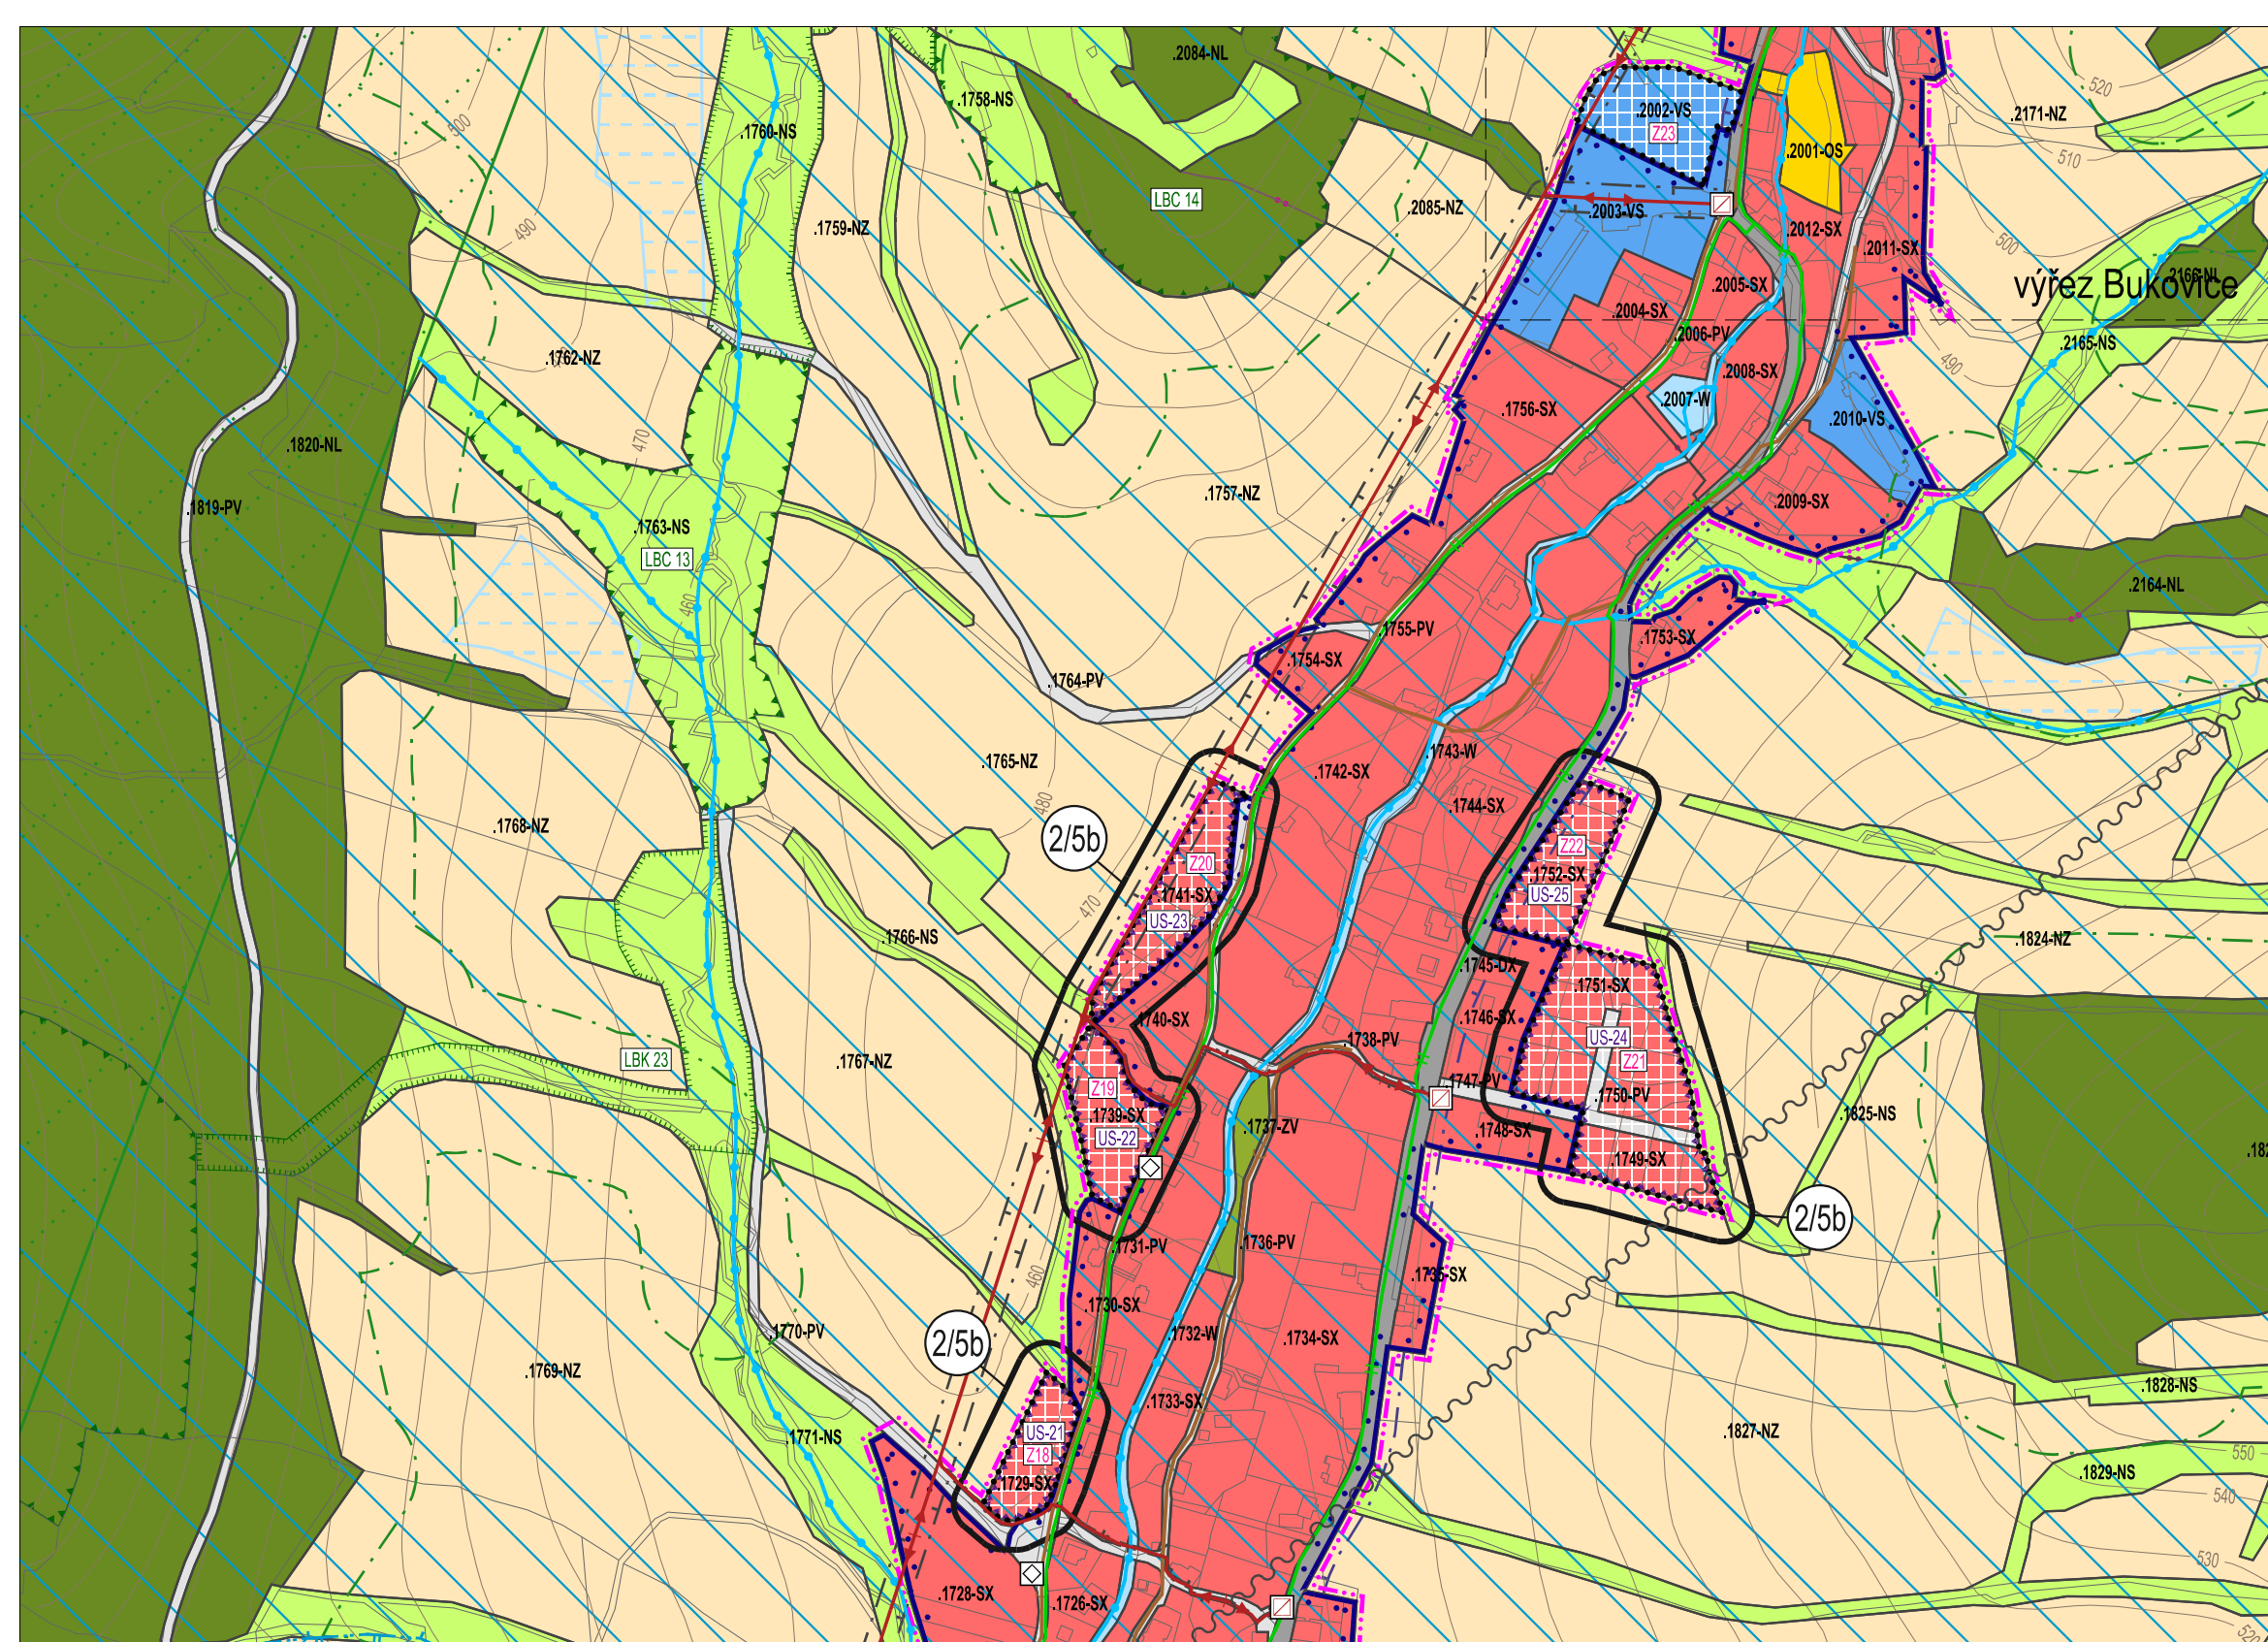 .2084-NL
520
.1758-NS
.2002-VS
.2171-NZ
500
.1760-NS
Z23
.2001-OS
510
LBC 14
.2085-NZ
.2003-VS
.1759-NZ
490
.2012-SX
.2011-SX
500
výřez Bukovice
.2166-NL
.2005-SX
.2004-SX
.2006-PV
.2165-NS
.1762-NZ
490
.2008-SX
.2007-W
.1756-SX
.2010-VS
.1820-NL
470
.1757-NZ
.2009-SX
.1819-PV
.1763-NS
LBC 13
.2164-NL
460
.1755-PV
.1753-SX
.1754-SX
.1764-PV
.1743-W
.1765-NZ
.1742-SX
480
.1744-SX
.1768-NZ
2/5b
Z22
Z20
.1752-SX
.1741-SX
US-25
470
US-23
.1766-NS
.1824-NZ
.1745-DX
.1751-SX
.1740-SX
.1746-SX
US-24
.1738-PV
LBK 23
.1767-NZ
Z21
.1747-PV
Z19
.1750-PV
.1739-SX
.1825-NS
.1737-ZV
US-22
.1748-SX
.1749-SX
2/5b
.1731-PV
.1736-PV
460
.1735-SX
.1730-SX
.1770-PV
.1732-W
.1734-SX
2/5b
.1769-NZ
.1828-NS
.1733-SX
.1771-NS
US-21
.1827-NZ
Z18
550
.1829-NS
.1729-SX
540
530
.1728-SX
.1726-SX